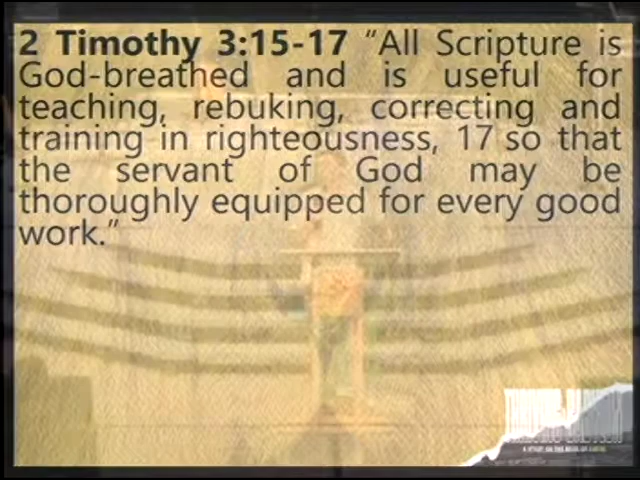 2 Timothy 3:15-17 “All Scripture is
God-breathed and is useful for
teaching, rebuking, correcting and
training in righteousness, 17 so that
the servant of God may be
thoroughly equipped for every good
work.”